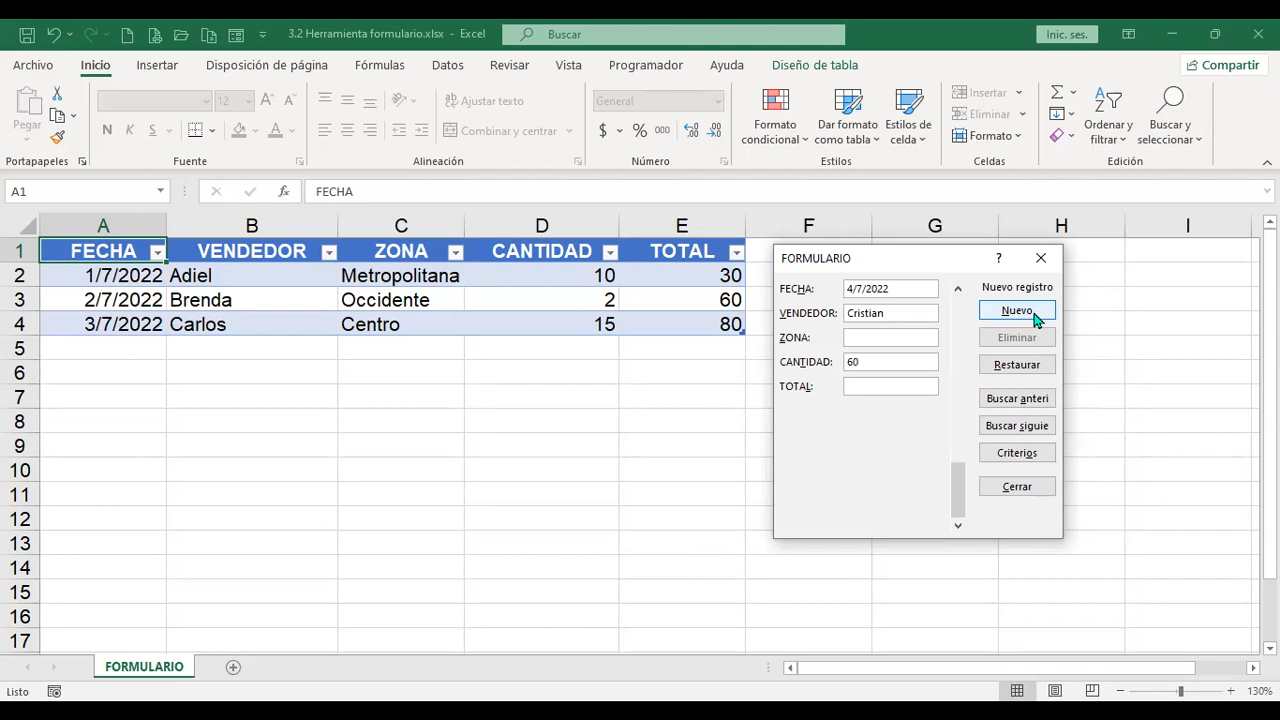 3.2 Herramienta formulario.xlsx - Excel
Buscar
Inic. ses.
Archivo Inicio Insertar Disposición de página Fórmulas Datos Revisar Vista Programador Ayuda Diseño de tabla Compartir
Pegar
12
A A
N K S
A
Ajustar texto
Combinar y centrar
General
$ % 000
Formato condicional
Dar formato como tabla
Estilos de celda
Insertar
Eliminar
Formato
Ordenar y filtrar
Buscar y seleccionar
Portapapeles Fuente Alineación Número Estilos Celdas Edición
A1 fx FECHA
A B C D E F G H I
1 FECHA VENDEDOR ZONA CANTIDAD TOTAL
2 1/7/2022 Adiel Metropolitana 10 30
3 2/7/2022 Brenda Occidente 2 60
4 3/7/2022 Carlos Centro 15 80
5
6
7
8
9
10
11
12
13
14
15
16
17
FORMULARIO ?
FECHA: 4/7/2022
VENDEDOR: Cristian
ZONA:
CANTIDAD: 60
TOTAL:
Nuevo registro
Nuevo
Eliminar
Restaurar
Buscar anteri
Buscar siguie
Criterios
Cerrar
FORMULARIO
Listo
130%